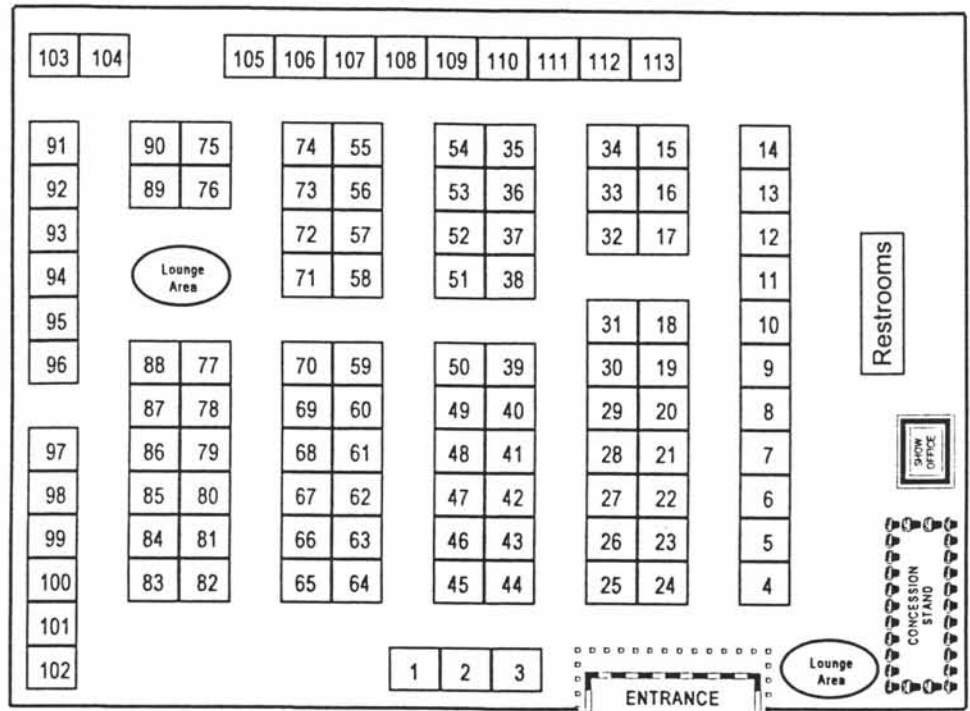 103 104 105 106 107 108 109 110 111 112 113
91 90 75 74 55 54 35 34 15 14
92 89 76 73 56 53 36 33 16 13
93 72 57 52 37 32 17 12
94 Lounge 71 58 51 38 11
Area
95 31 18 10
Restrooms
96 88 77 70 59 50 39 30 19 9
87 78 69 60 49 40 29 20 8
97 86 79 68 61 48 41 28 21 7
SHOW
OFFICE
98 85 80 67 62 47 42 27 22 6
99 84 81 66 63 46 43 26 23 5
100 83 82 65 64 45 44 25 24 4
CONCESSION
STAND
101
102 1 2 3
Lounge
Area
ENTRANCE